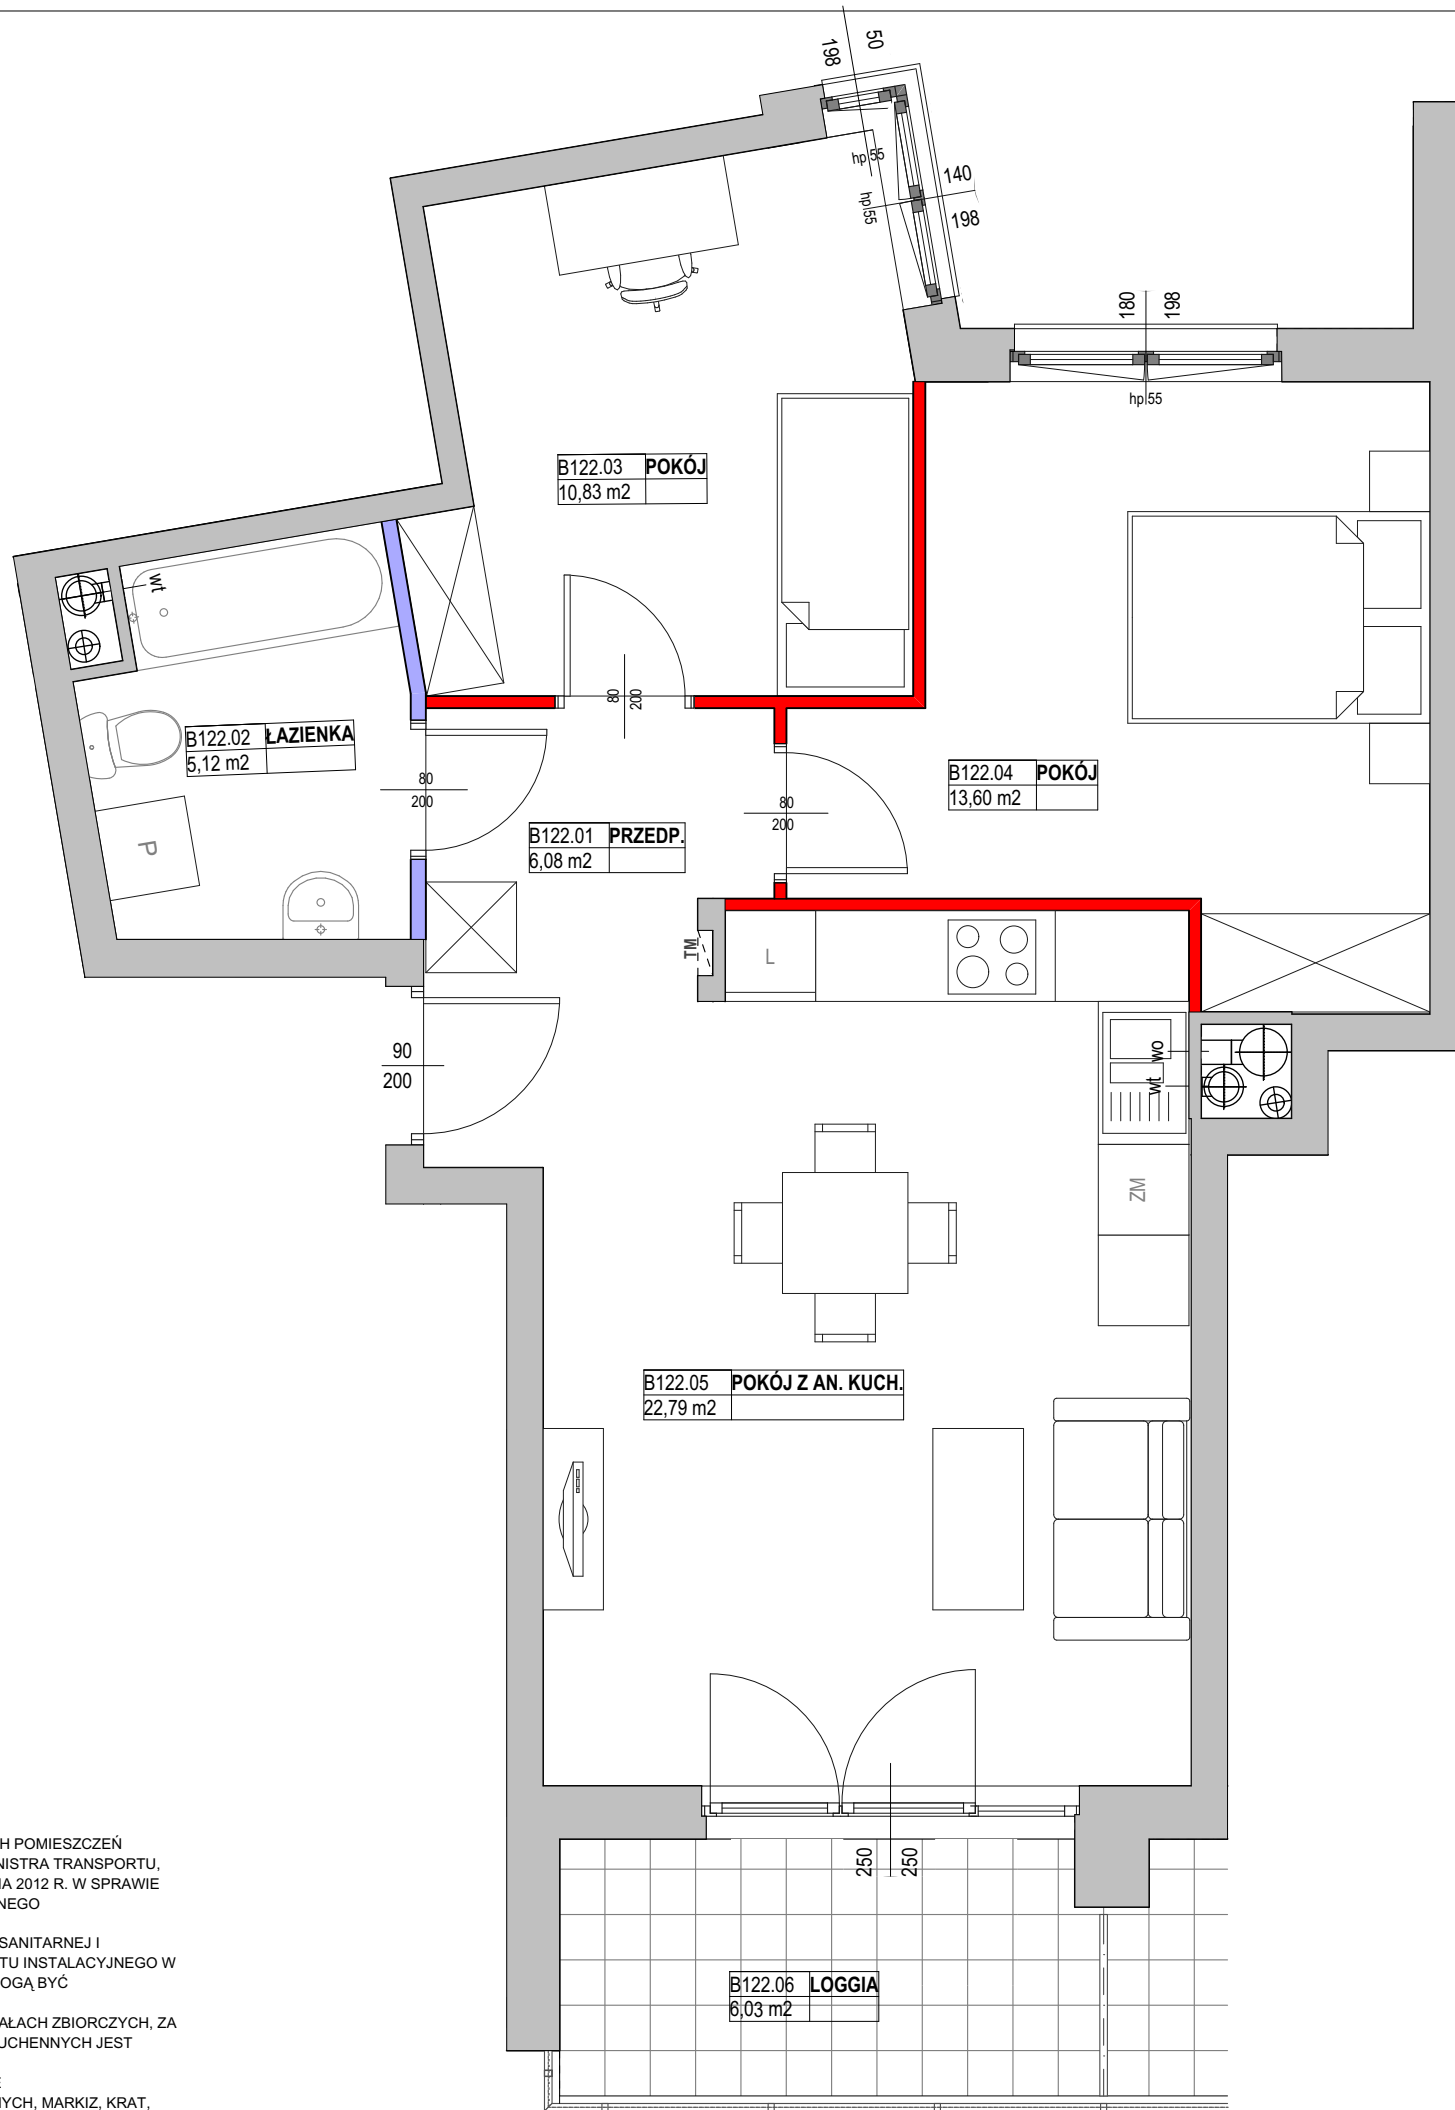 50
198
hp 55
140
hp 55
198
180
198
hp 55
B122.03 POKÓJ
10,83 m2
wt
80
200
B122.02 ŁAZIENKA
5,12 m2
80
200
B122.04 POKÓJ
13,60 m2
80
200
P
B122.01 PRZEDP.
6,08 m2
TM
L
90
200
wo
wt
ZM
B122.05 POKÓJ Z AN. KUCH.
22,79 m2
250
250
B122.06 LOGGIA
6,03 m2
H POMIESZCZEŃ
NISTRA TRANSPORTU,
IA 2012 R. W SPRAWIE
NEGO
SANITARNEJ I
TU INSTALACYJNEGO W
OGĄ BYĆ
AŁACH ZBIORCZYCH, ZA
UCHENNYCH JEST
E
NYCH, MARKIZ, KRAT,